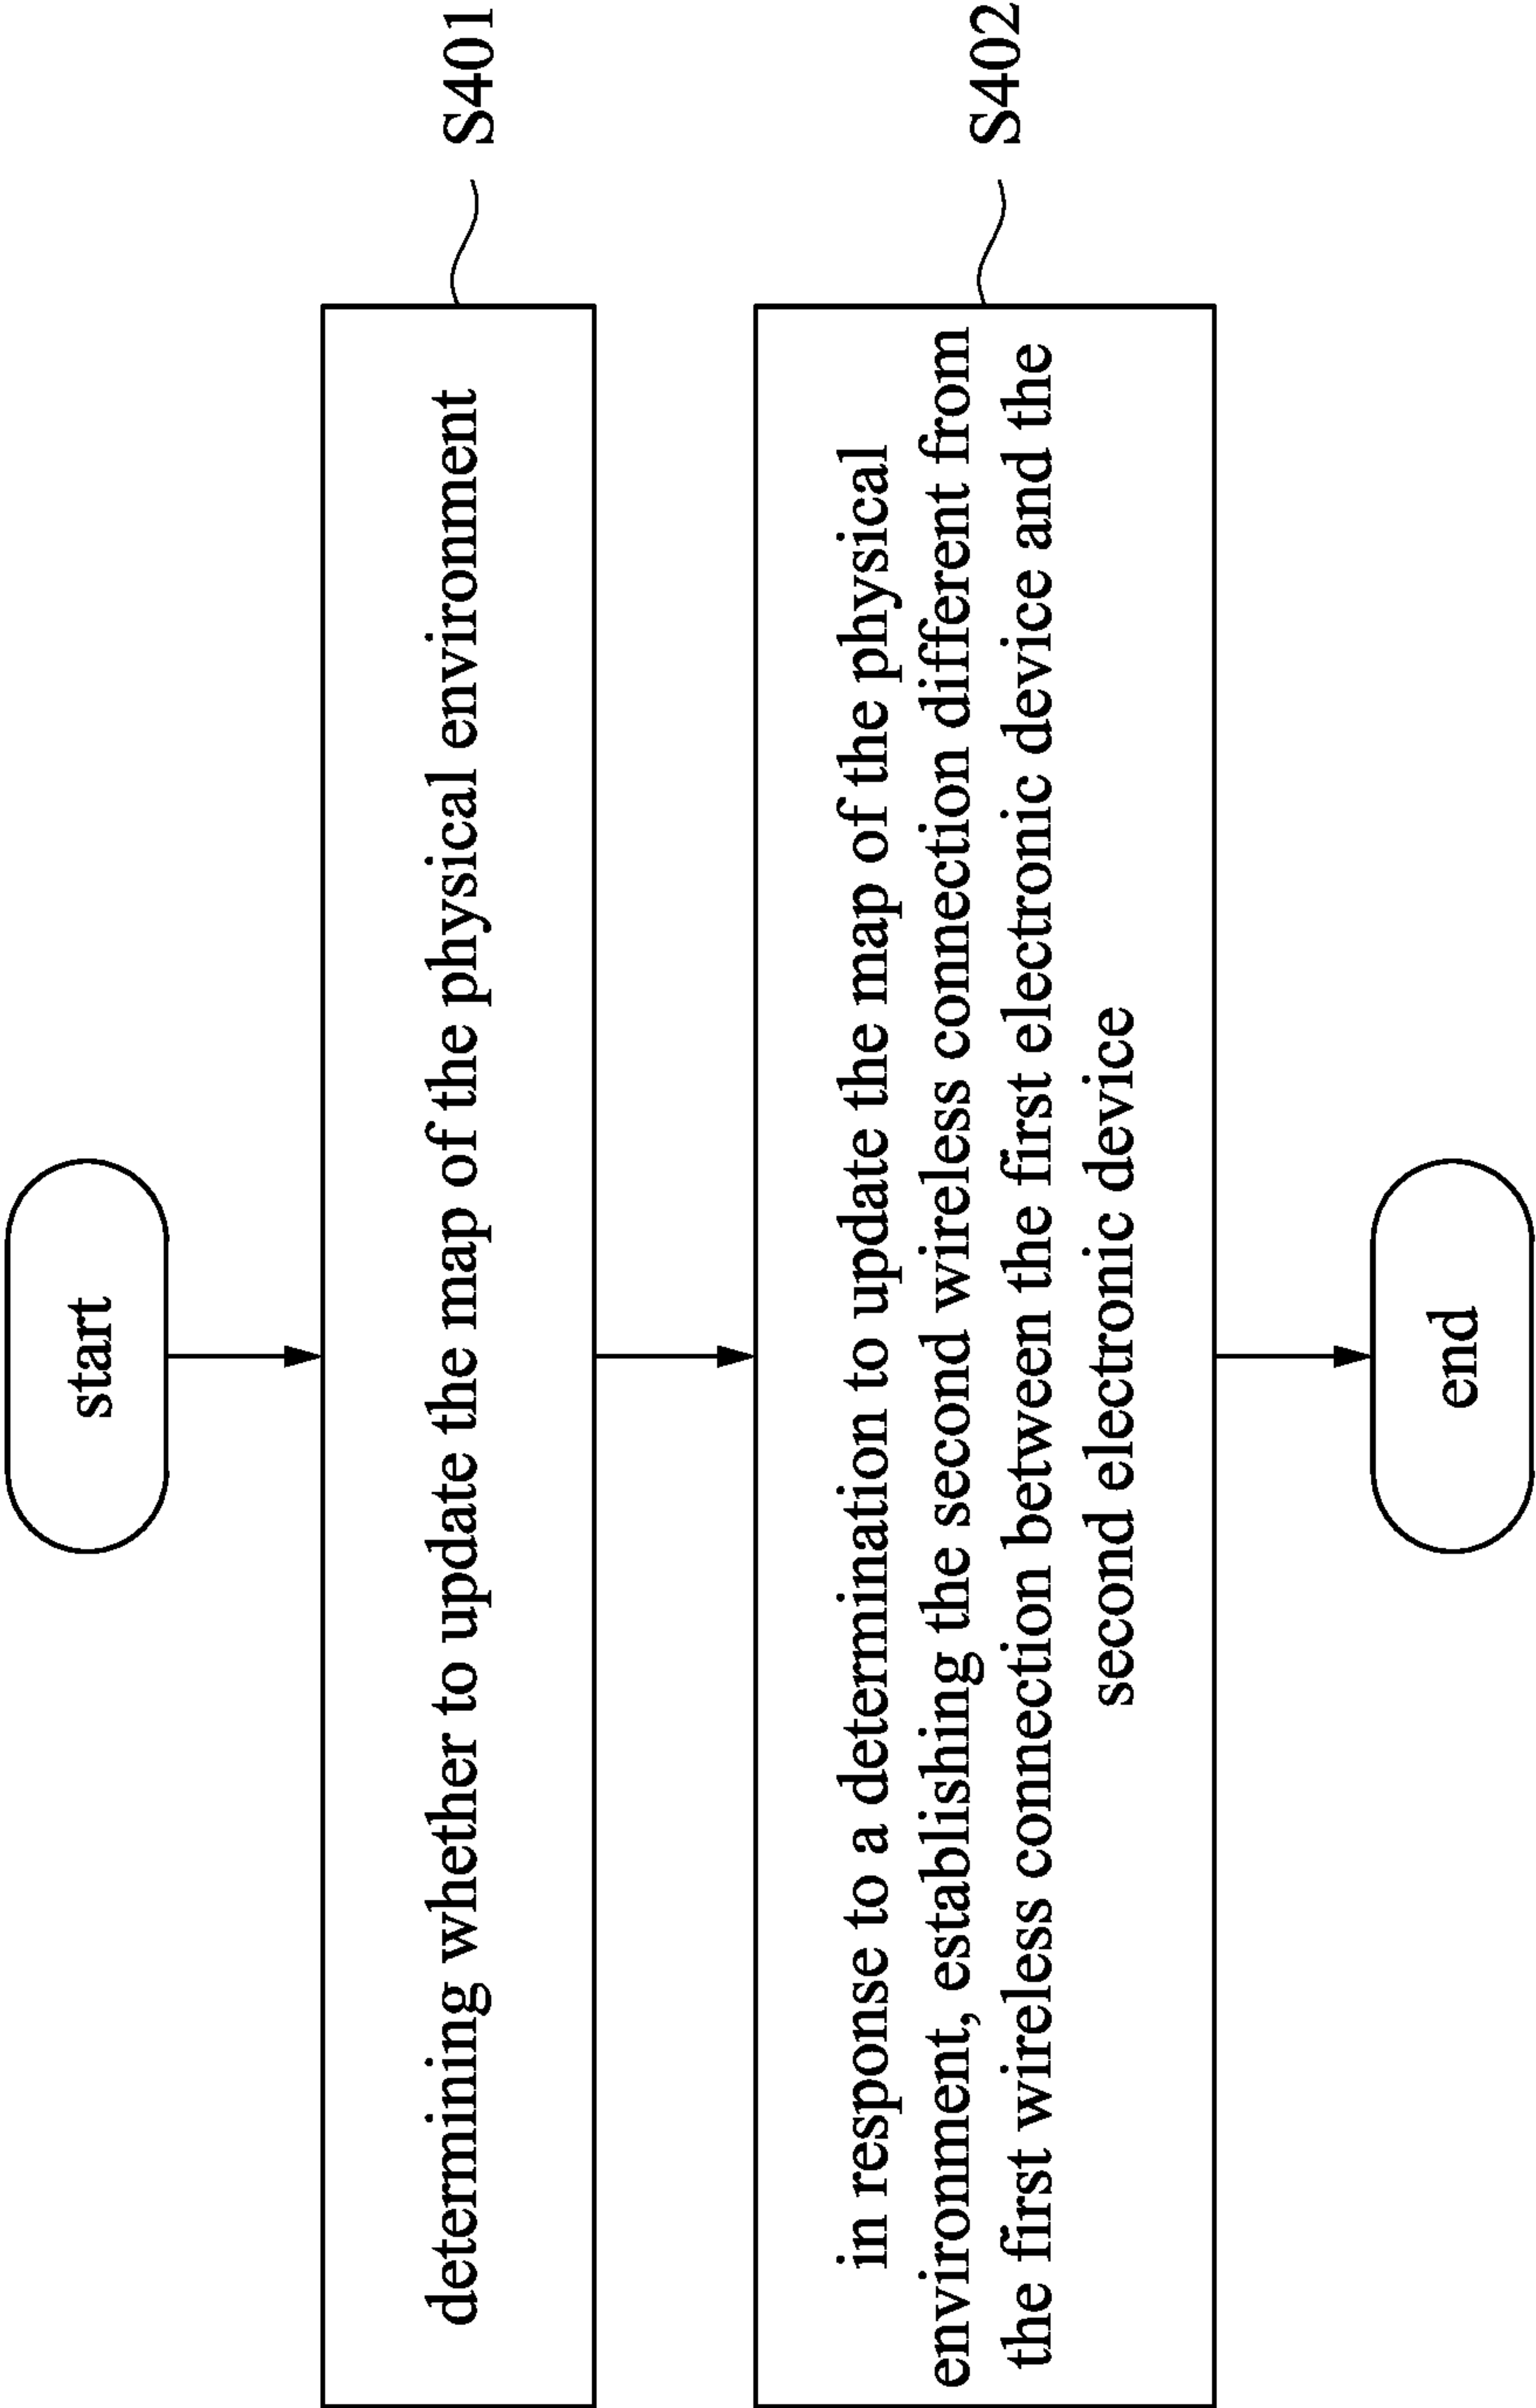 start
determining whether to update the map of the physical environment
S401
in response to a determination to update the map of the physical
environment, establishing the second wireless connection different from
the first wireless connection between the first electronic device and the
second electronic device
S402
end